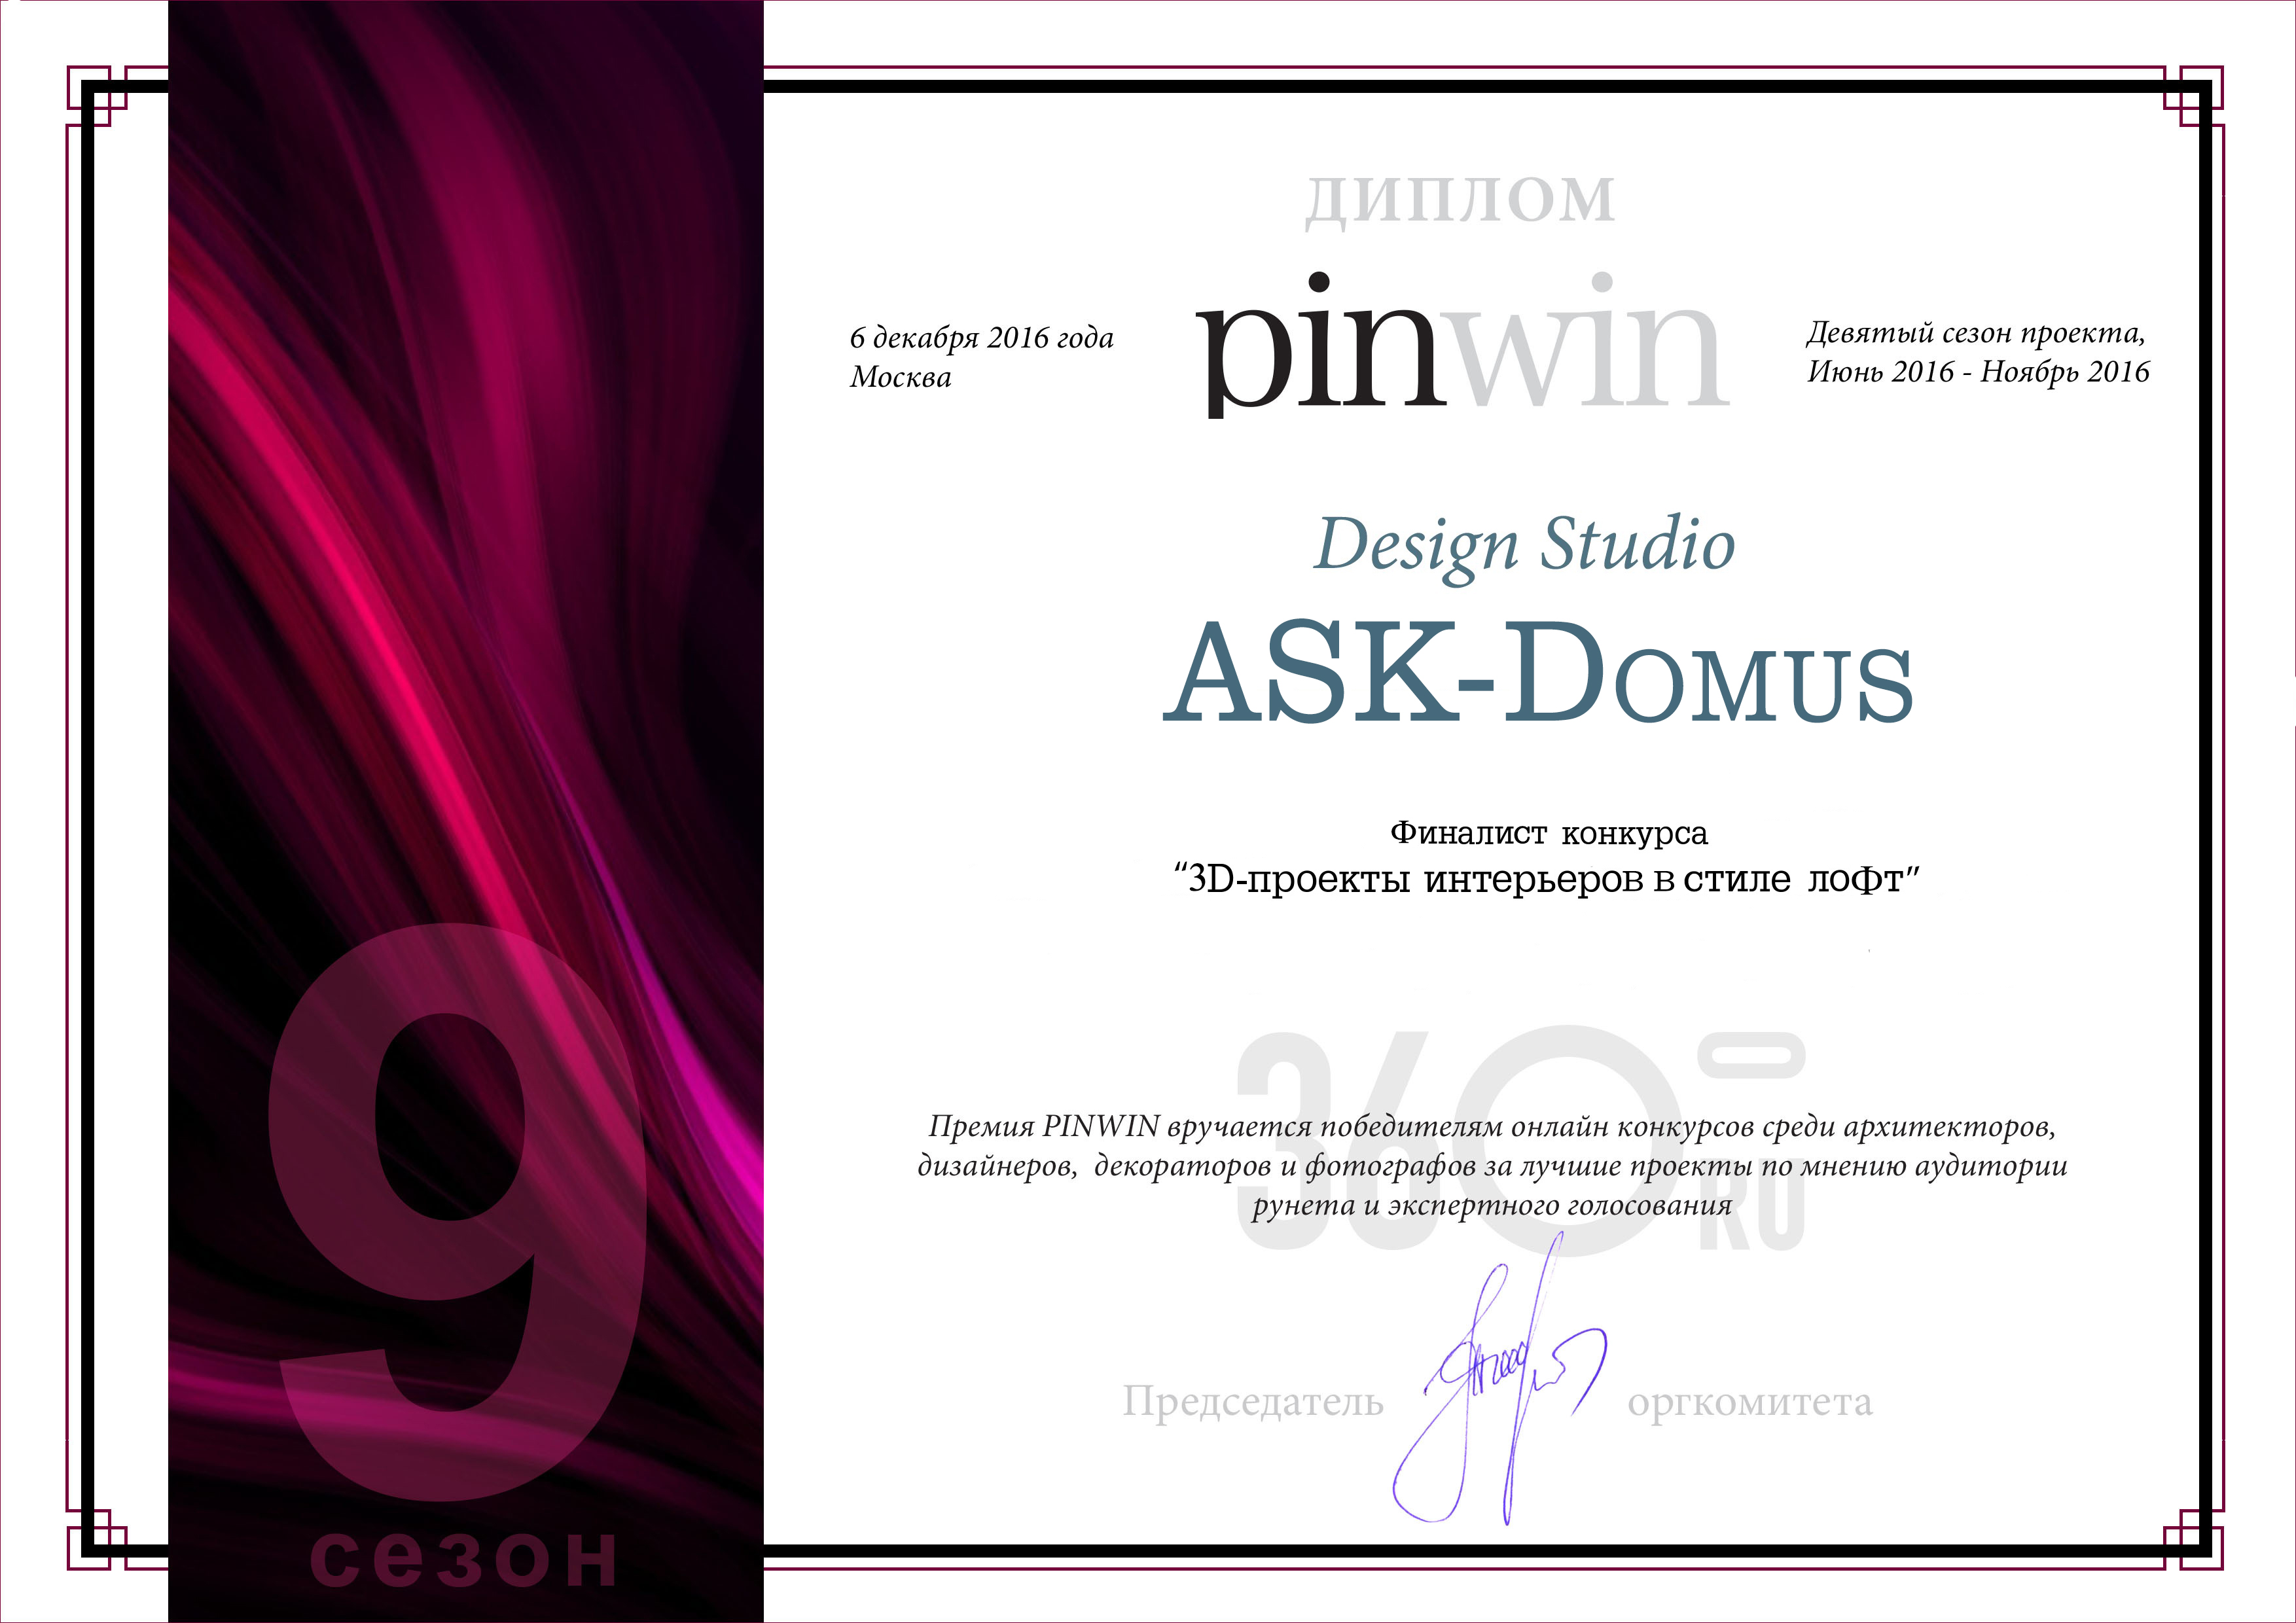 диплом
pinwin
6 декабря 2016 года
Москва
Девятый сезон проекта,
Июнь 2016 - Ноябрь 2016
Design Studio
ASK-Domus
Финалист конкурса
“3D-проекты интерьеров в стиле лофт”
360 RU
Премия PINWIN вручается победителям онлайн конкурсов среди архитекторов,
дизайнеров, декораторов и фотографов за лучшие проекты по мнению аудитории
рунета и экспертного голосования
Председатель оргкомитета
9
сезон